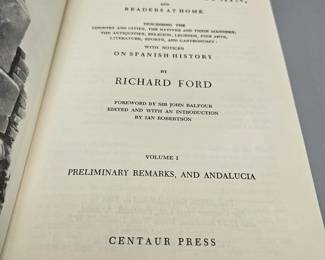 AND
READERS AT HOME.
DESCRIBING THE
COUNTRY AND CITIES, THE NATIVES AND THEIR MANNERS;
THE ANTIQUITIES, RELIGION, LEGENDS, FINE ARTS,
LITERATURE, SPORTS, AND GASTRONOMY:
WITH NOTICES
ON SPANISH HISTORY
BY
RICHARD FORD
FOREWORD BY SIR JOHN BALFOUR
EDITED AND WITH AN INTRODUCTION
BY IAN ROBERTSON
VOLUME I
PRELIMINARY REMARKS, AND ANDALUCIA
CENTAUR PRESS